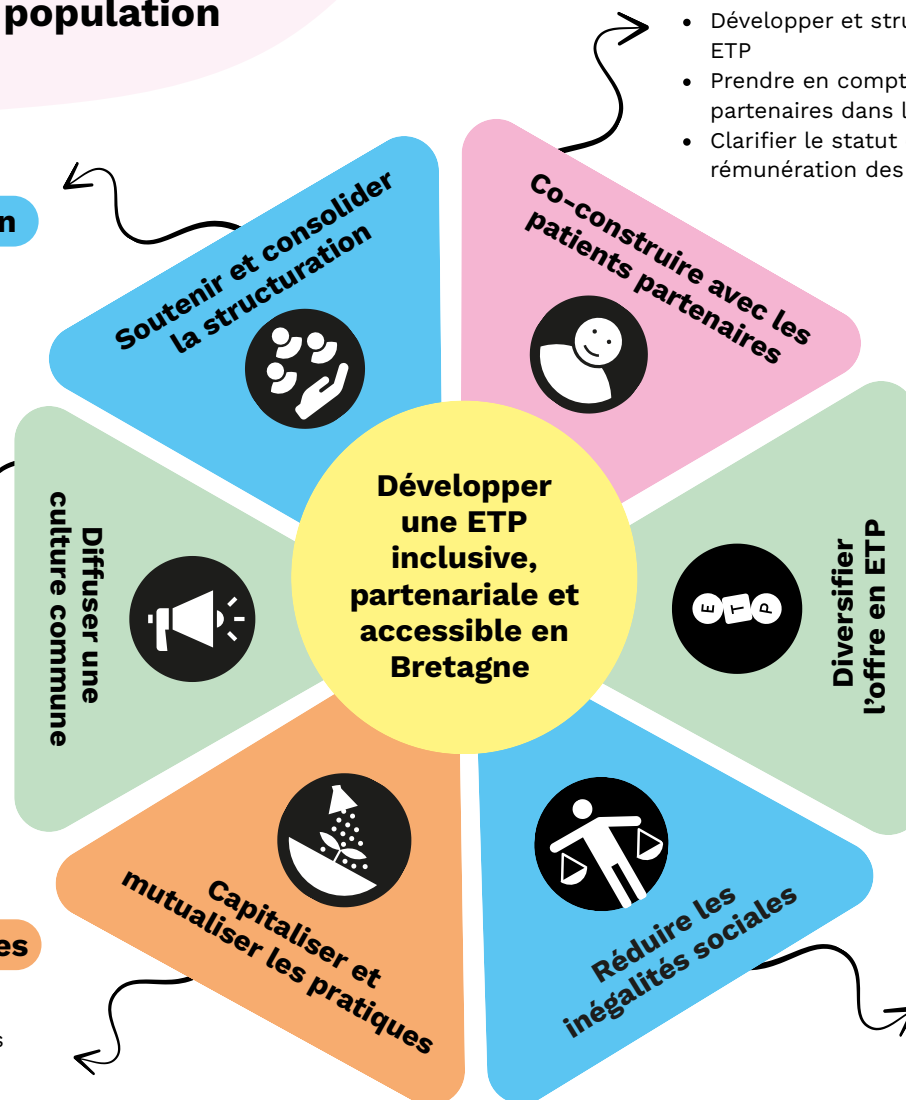 population
Développer et
ETP
Prendre en
partenaires dans
Clarifier le statut
rémunération des
Soutenir et consolider
la structuration
Co-construire avec les
patients partenaires
Développer
une ETP
inclusive,
partenariale et
accessible en
Bretagne
Diffuser une
culture commune
E T P
Diversifier
l'offre en ETP
Capitaliser et
mutualiser les pratiques
Réduire les
inégalités sociales